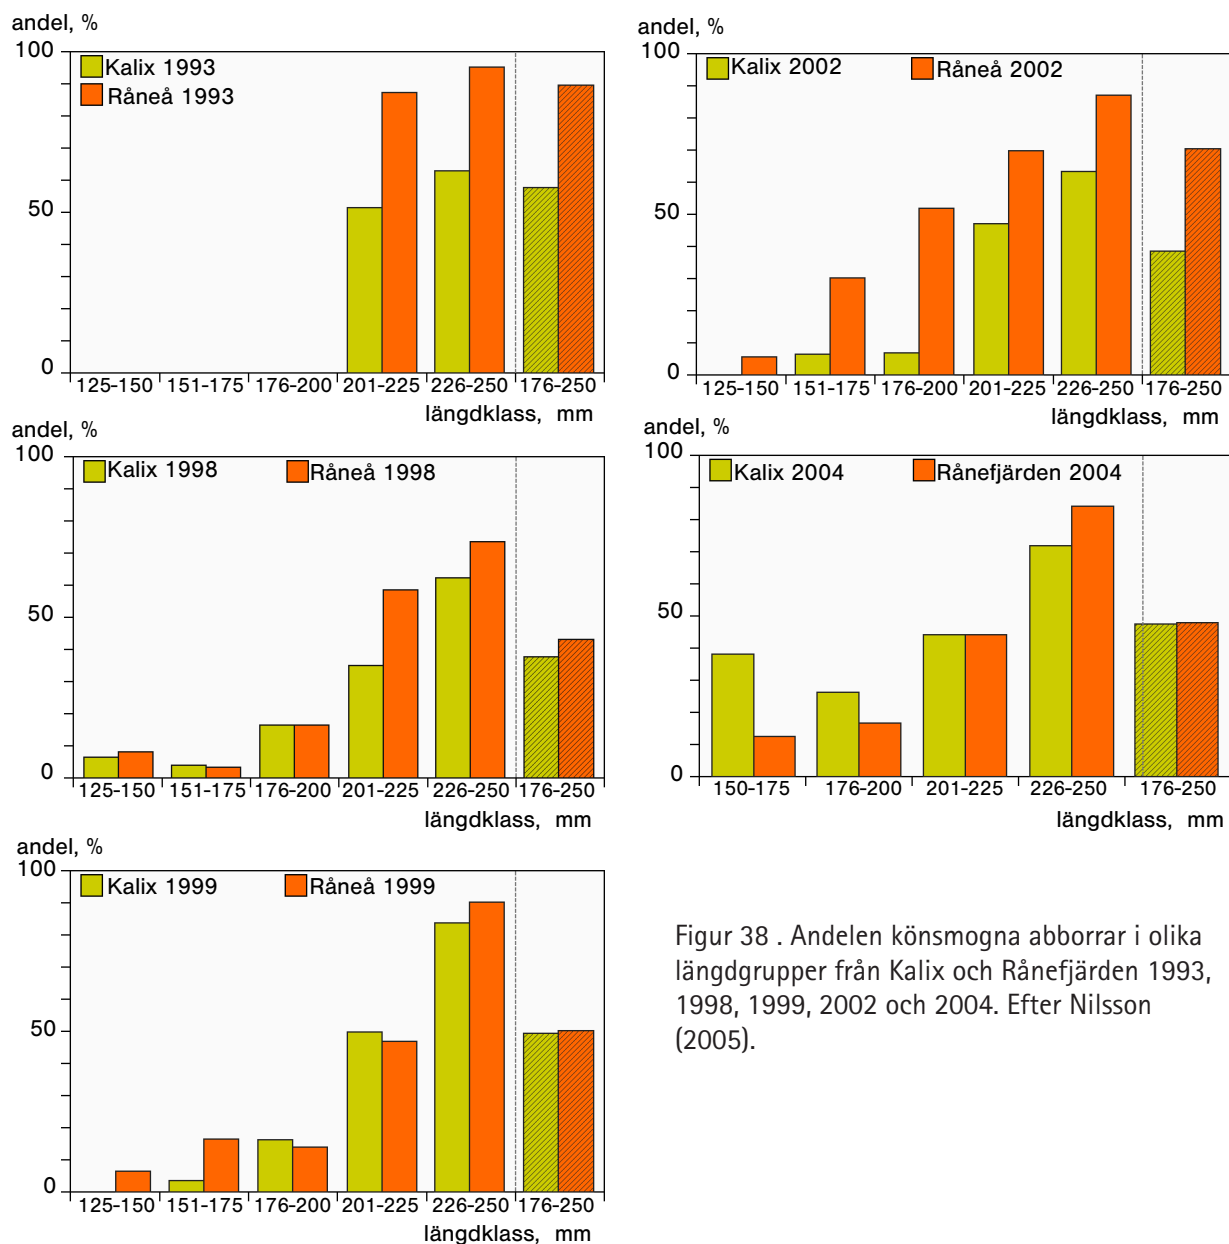 andel, %
100
Kalix 1993
Råneå 1993
50
0
125-150 151-175 176-200 201-225 226-250 176-250
längdklass, mm
andel, %
100
Kalix 1998 Råneå 1998
50
0
125-150 151-175 176-200 201-225 226-250 176-250
längdklass, mm
andel, %
100
Kalix 1999 Råneå 1999
50
0
125-150 151-175 176-200 201-225 226-250 176-250
längdklass, mm
andel, %
100
Kalix 2002 Råneå 2002
50
0
125-150 151-175 176-200 201-225 226-250 176-250
längdklass, mm
andel, %
100
Kalix 2004 Rånefjärden 2004
50
0
150-175 176-200 201-225 226-250 176-250
längdklass, mm
Figur 38 . Andelen könsmogna abborrar i olika
längdgrupper från Kalix och Rånefjärden 1993,
1998, 1999, 2002 och 2004. Efter Nilsson
(2005).